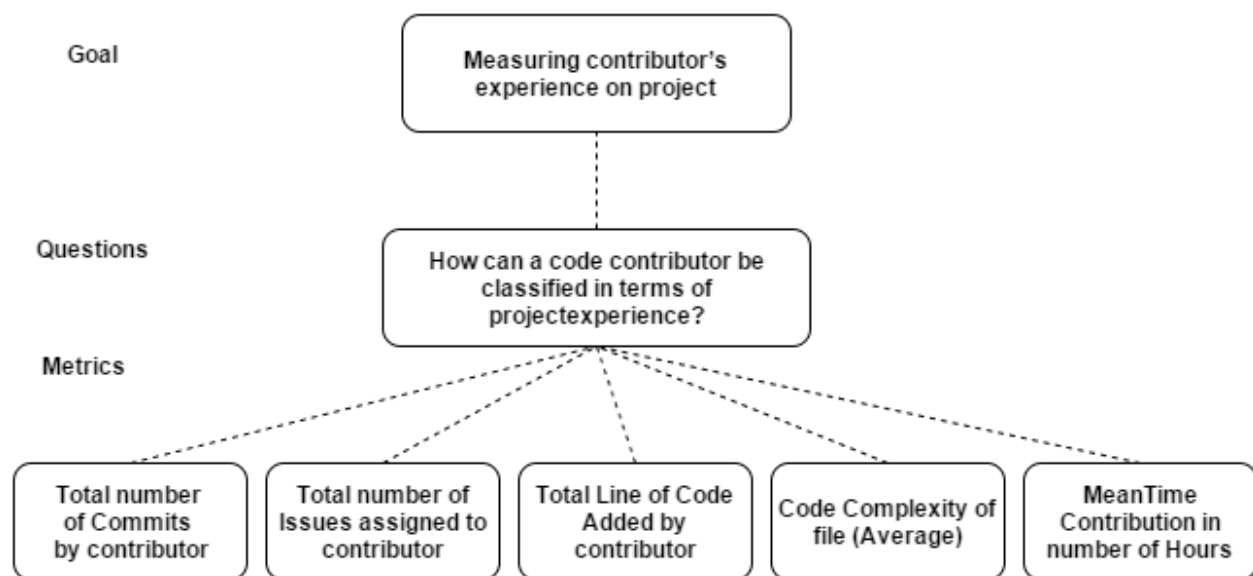 Goal
Measuring contributor's
experience on project
Questions
How can a code contributor be
classified in terms of
projectexperience?
Metrics
Total number
of Commits
by contributor
Total number of
Issues assigned to
contributor
Total Line of Code
Added by
contributor
Code Complexity of
file (Average)
MeanTime
Contribution in
number of Hours